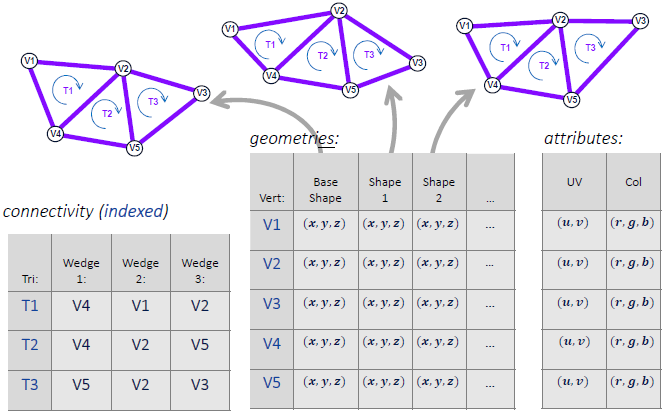 V1 V2 V3 V4 V5 T1 T2 T3
V1 V2 V3 V4 V5 T1 T2 T3
V1 V2 V3 V4 V5 T1 T2 T3
geometries:
attributes:
connectivity (indexed)
Tri: Wedge 1: Wedge 2: Wedge 3:
T1 V4 V1 V2
T2 V4 V2 V5
T3 V5 V2 V3
Vert: Base Shape Shape 1 Shape 2 ...
V1 (x, y, z) (x, y, z) (x, y, z) ...
V2 (x, y, z) (x, y, z) (x, y, z) ...
V3 (x, y, z) (x, y, z) (x, y, z) ...
V4 (x, y, z) (x, y, z) (x, y, z) ...
V5 (x, y, z) (x, y, z) (x, y, z) ...
UV Col
(u, v) (r, g, b)
(u, v) (r, g, b)
(u, v) (r, g, b)
(u, v) (r, g, b)
(u, v) (r, g, b)